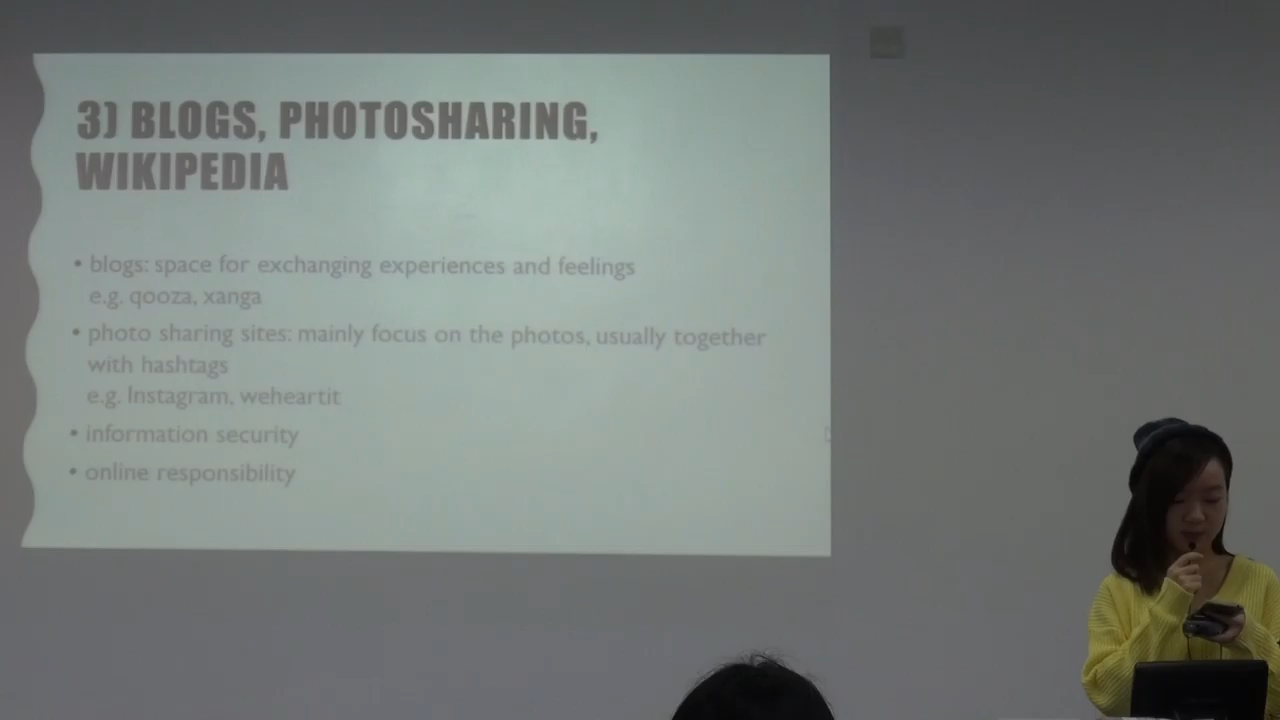 3) BLOGS, PHOTOSHARING,
WIKIPEDIA
• blogs: space for exchanging experiences and feelings
e.g. qooza, xanga
• photo sharing sites: mainly focus on the photos, usually together
with hashtags
e.g. Instagram, weheartit
• information security
• online responsibility